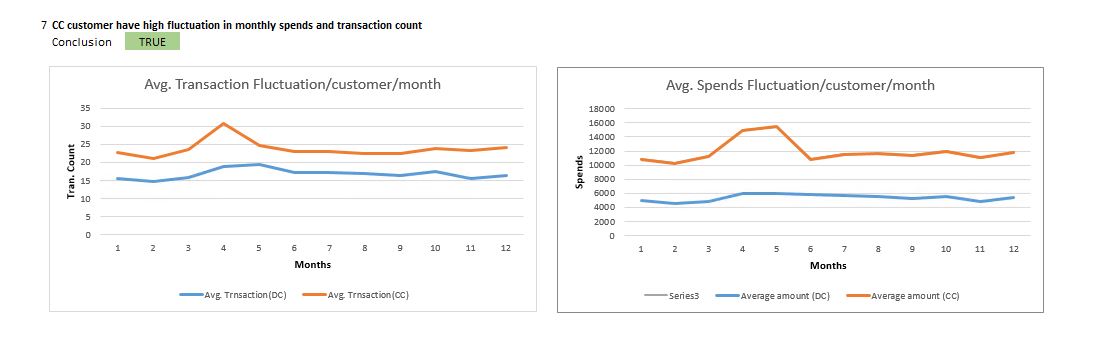 7 CC customer have high fluctuation in monthly spends and transaction count
Conclusion TRUE
Avg. Transaction Fluctuation/customer/month
35
30
25
20
15
10
5
0
Tran. Count
1 2 3 4 5 6 7 8 9 10 11 12
Months
Avg. Trnsaction(DC) Avg. Trnsaction(CC)
Avg. Spends Fluctuation/customer/month
18000
16000
14000
12000
10000
8000
6000
4000
2000
0
Spends
1 2 3 4 5 6 7 8 9 10 11 12
Months
Series3 Average amount (DC) Average amount (CC)